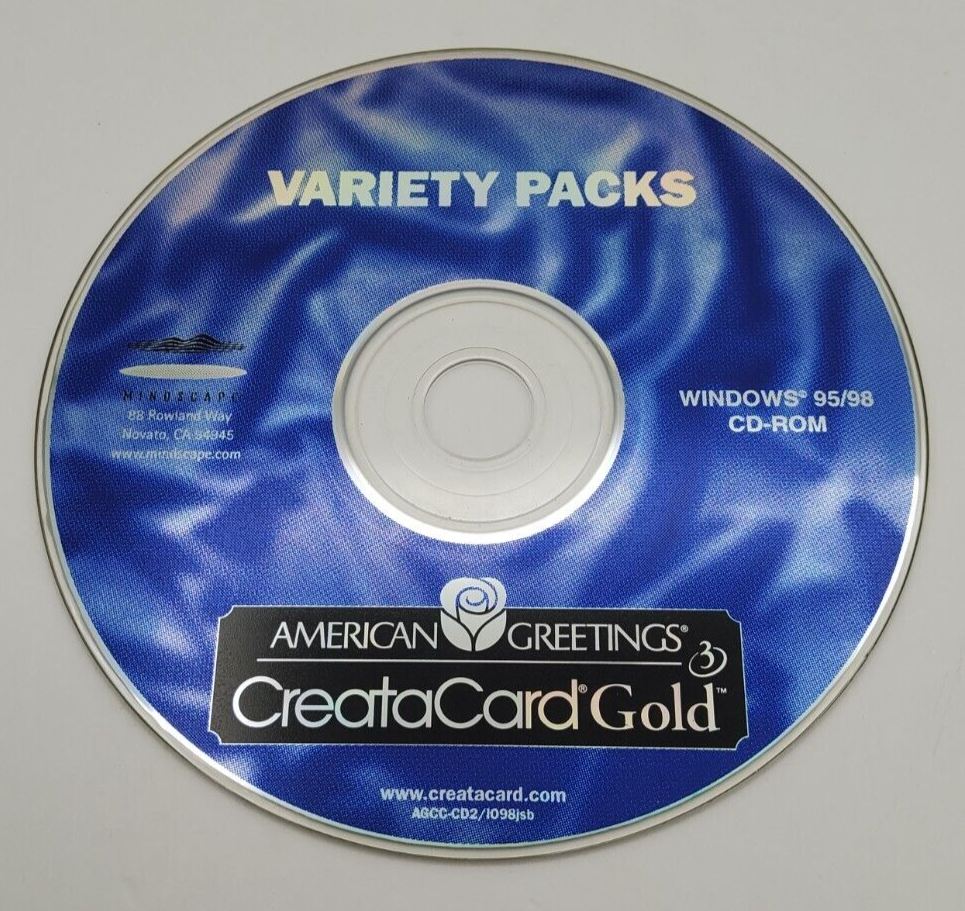 VARIETY PACKS
MINDSCAPE
88 Rowland Way
Novato, CA 94945
www.mindscape.com
WINDOWS® 95/98
CD-ROM
AMERICAN GREETINGS®
3
CreataCard® Gold™
www.creatacard.com
AGCC-CD2/1098jsb